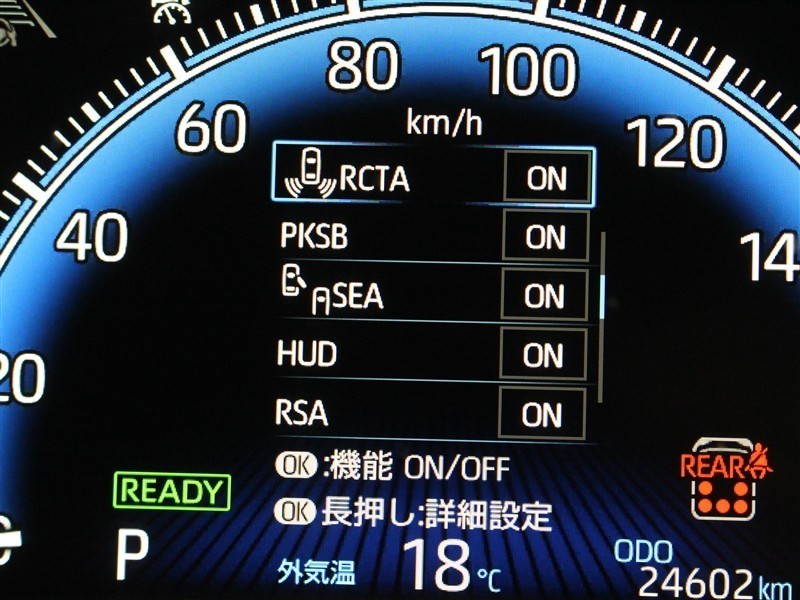 80
100
60
km/h
120
RCTA ON
40
PKSB ON
14
SEA ON
HUD ON
20
RSA ON
OK:機能 ON/OFF
REAR
READY
OK長押し:詳細設定
P
外気温 18℃
ODO
24602km